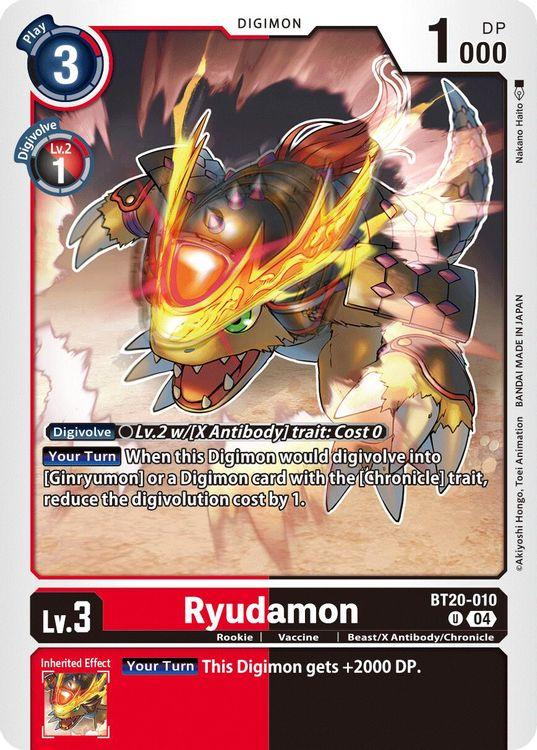 DIGIMON
Play
3
Digivolve
Lv.2
1
DP
1000
Nakano Haito
©Akiyoshi Hongo, Toei Animation BANDAI MADE IN JAPAN
Digivolve Lv.2 w/[X Antibody] trait: Cost 0
Your Turn When this Digimon would digivolve into
[Ginryumon] or a Digimon card with the [Chronicle] trait,
reduce the digivolution cost by 1.
Lv.3
Ryudamon
BT20-010
U 04
Rookie | Vaccine | Beast/X Antibody/Chronicle
Inherited Effect
Your Turn This Digimon gets +2000 DP.